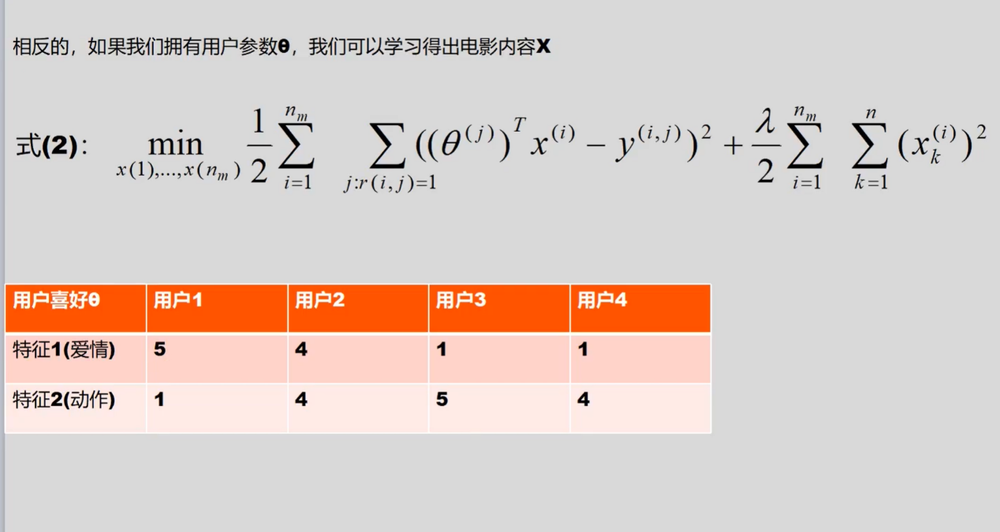 相反的，如果我们拥有用户参数θ，我们可以学习得出电影内容X
式(2)： min_{x(1),...,x(n_m)} \frac{1}{2} \sum_{i=1}^{n_m} \sum_{j:r(i,j)=1} ((θ^{(j)})^T x^{(i)} − y^{(i,j)})^2 + \frac{λ}{2} \sum_{i=1}^{n_m} \sum_{k=1}^{n} (x_k^{(i)})^2
用户喜好θ 用户1 用户2 用户3 用户4
特征1(爱情) 5 4 1 1
特征2(动作) 1 4 5 4